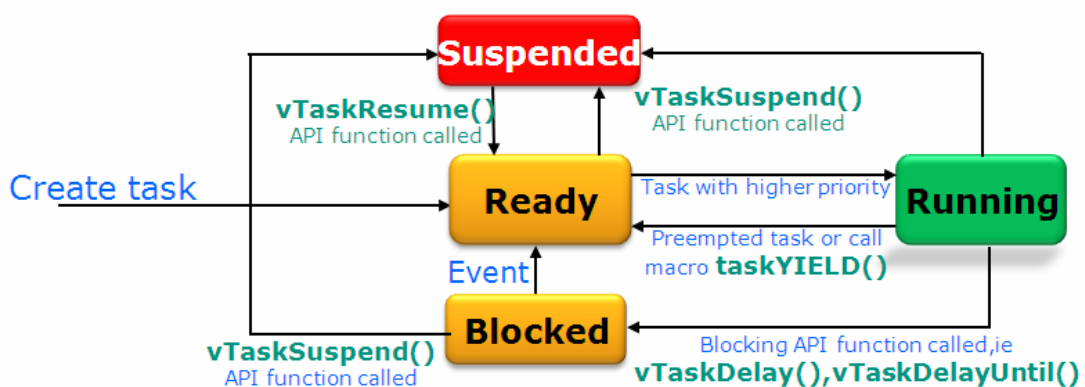 Suspended
vTaskResume()
API function called
vTaskSuspend()
API function called
Create task
Ready
Task with higher priority
Running
Preempted task or call
macro taskYIELD()
Event
Blocked
vTaskSuspend()
API function called
Blocking API function called,ie
vTaskDelay(),vTaskDelayUntil()